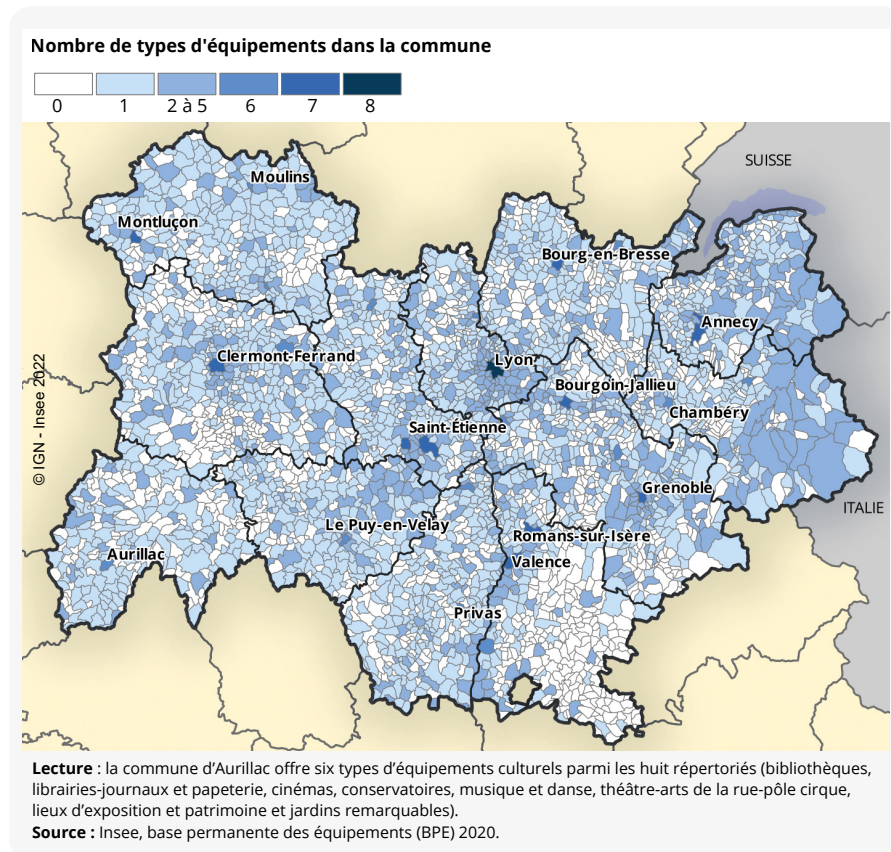 Nombre de types d'équipements dans la commune
0 1 2 à 5 6 7 8
SUISSE
Moulins
Montluçon
Bourg-en-Bresse
Annecy
Clermont-Ferrand
Lyon
Bourgoin-Jallieu
Chambéry
Saint-Étienne
Grenoble
ITALIE
Le Puy-en-Velay
Romans-sur-Isère
Aurillac
Valence
Privas
© IGN - Insee 2022
Lecture : la commune d’Aurillac offre six types d’équipements culturels parmi les huit répertoriés (bibliothèques,
librairies-journaux et papeterie, cinémas, conservatoires, musique et danse, théâtre-arts de la rue-pôle cirque,
lieux d’exposition et patrimoine et jardins remarquables).
Source : Insee, base permanente des équipements (BPE) 2020.